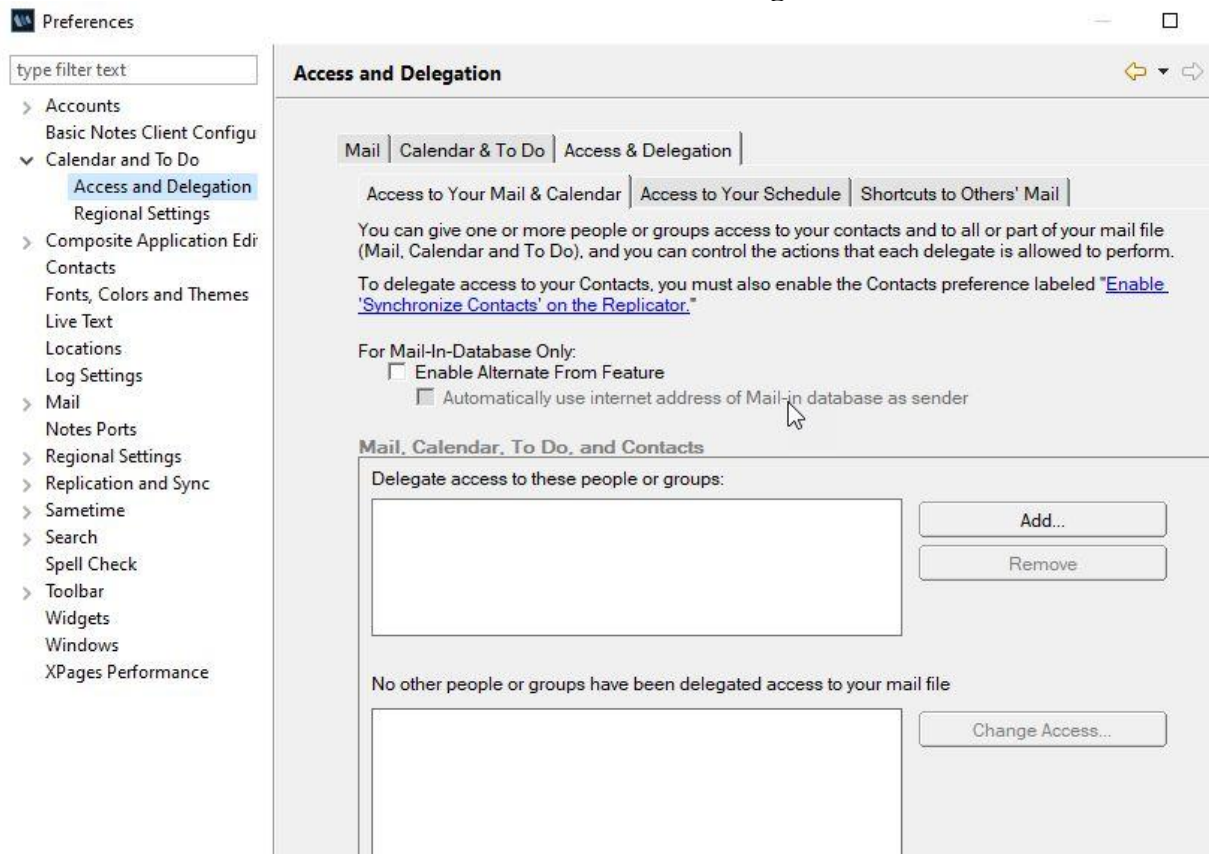 Preferences
type filter text
Accounts
Basic Notes Client Configu
Calendar and To Do
Access and Delegation
Regional Settings
Composite Application Edi
Contacts
Fonts, Colors and Themes
Live Text
Locations
Log Settings
Mail
Notes Ports
Regional Settings
Replication and Sync
Sametime
Search
Spell Check
Toolbar
Widgets
Windows
XPages Performance
Access and Delegation
Mail Calendar & To Do Access & Delegation
Access to Your Mail & Calendar Access to Your Schedule Shortcuts to Others' Mail
You can give one or more people or groups access to your contacts and to all or part of your mail file
(Mail, Calendar and To Do), and you can control the actions that each delegate is allowed to perform.
To delegate access to your Contacts, you must also enable the Contacts preference labeled "Enable
'Synchronize Contacts' on the Replicator."
For Mail-In-Database Only:
Enable Alternate From Feature
Automatically use internet address of Mail-in database as sender
Mail, Calendar, To Do, and Contacts
Delegate access to these people or groups:
Add...
Remove
No other people or groups have been delegated access to your mail file
Change Access...